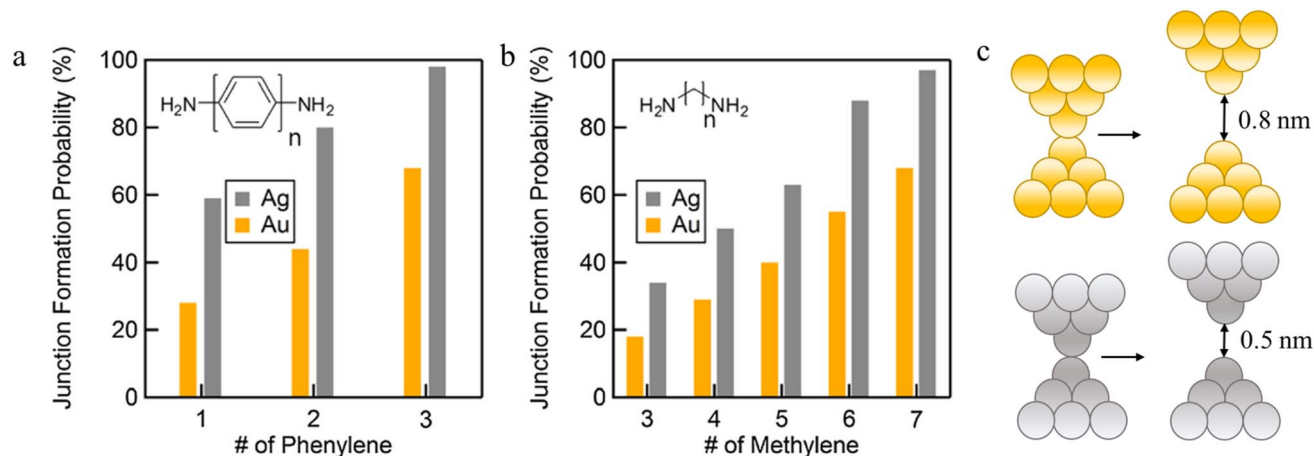 a
Junction Formation Probability (%)
100
80
60
40
20
0
H₂N
NH₂
n
Ag
Au
1
2
3
# of Phenylene
b
Junction Formation Probability (%)
100
80
60
40
20
0
H₂N
NH₂
n
Ag
Au
3
4
5
6
7
# of Methylene
c
0.8 nm
0.5 nm